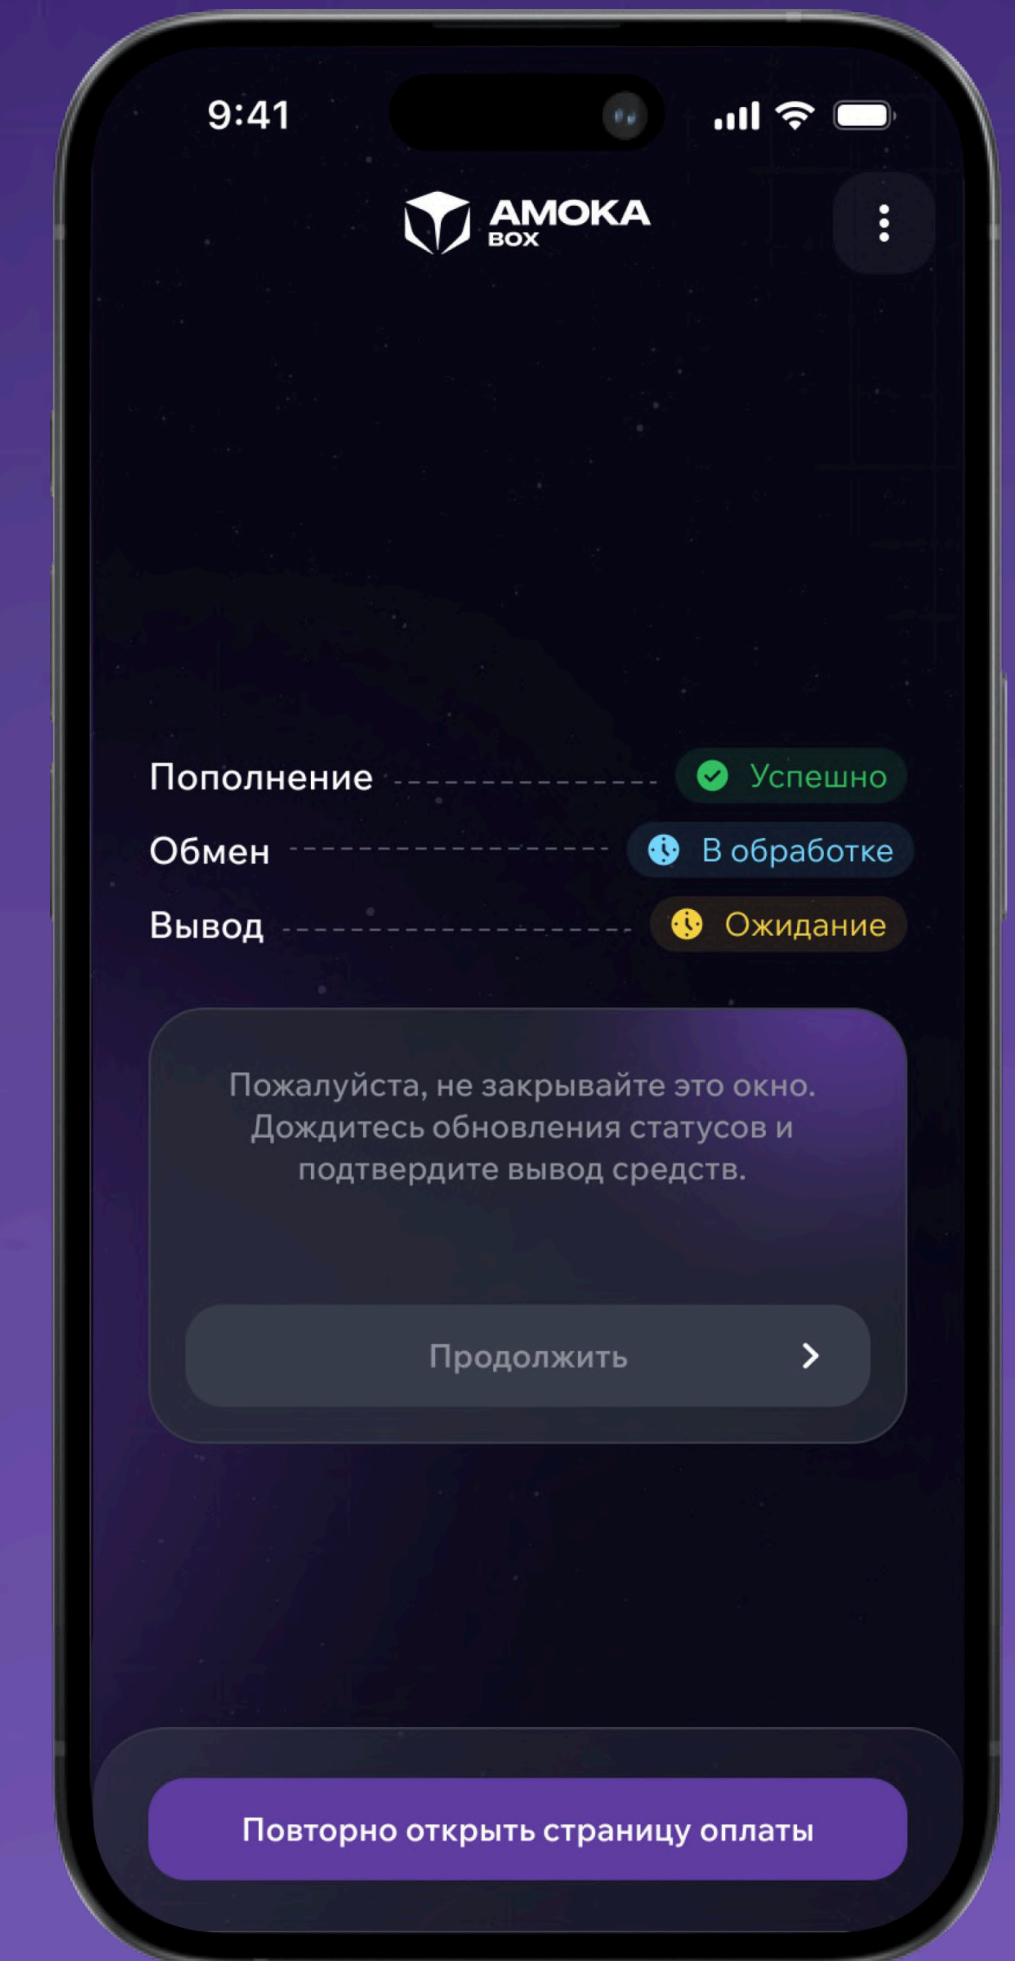 9:41
AMOKA
BOX
Пополнение Успешно
Обмен В обработке
Вывод Ожидание
Пожалуйста, не закрывайте это окно.
Дождитесь обновления статусов и
подтвердите вывод средств.
Продолжить
Повторно открыть страницу оплаты